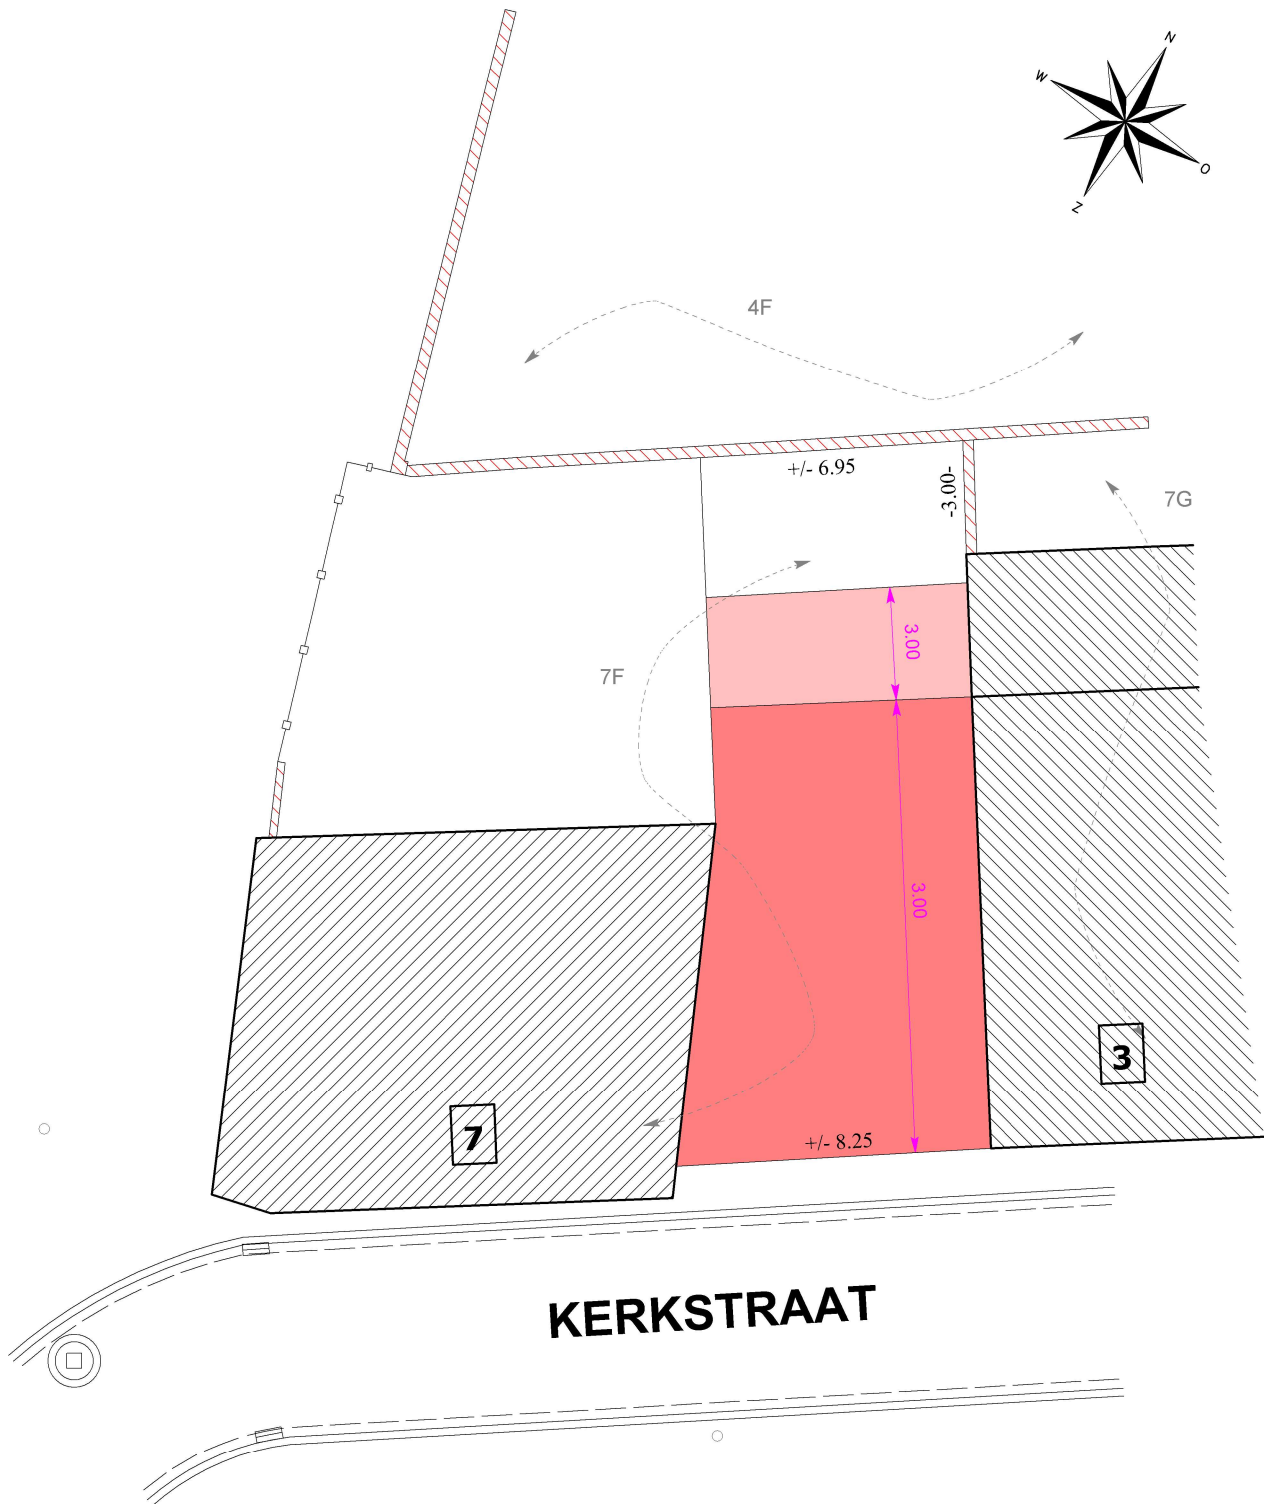 N
W
O
Z
4F
+/- 6.95
-3.00-
7G
3.00
7F
3.00
3
7
+/- 8.25
KERKSTRAAT